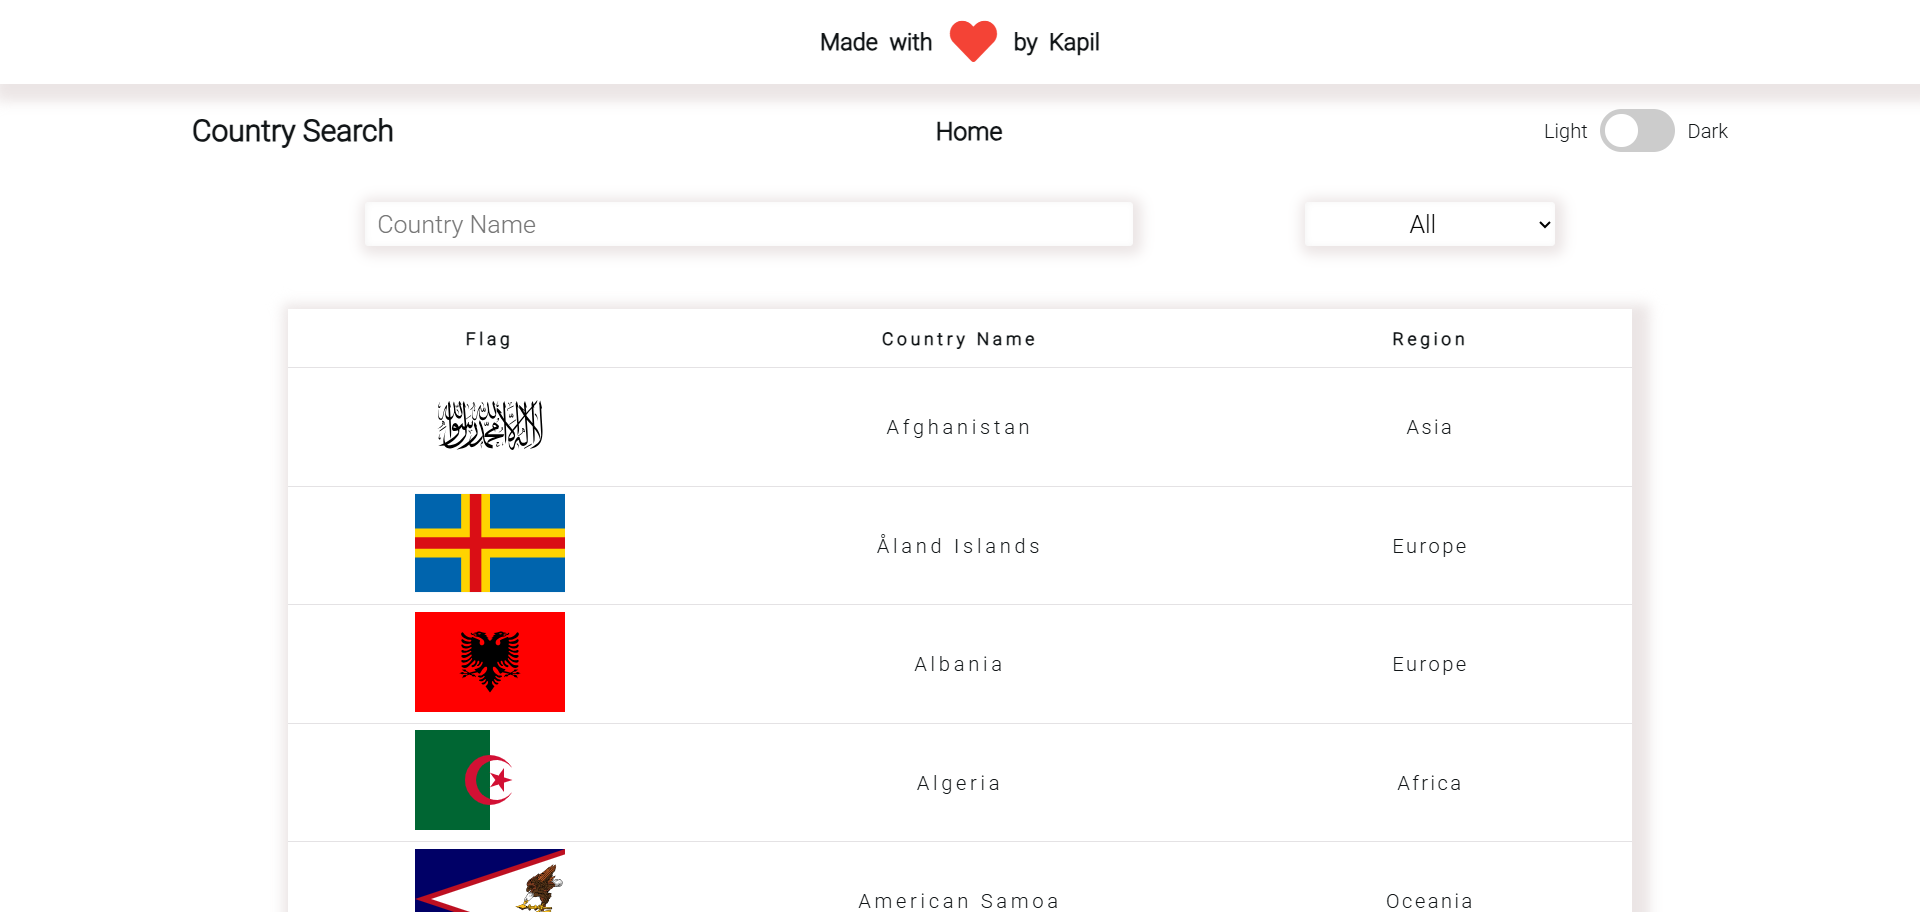 Made with by Kapil
Country Search Home Light Dark
Country Name All
Flag Country Name Region
لا إله إلا الله محمد رسول الله Afghanistan Asia
Åland Islands Europe
Albania Europe
Algeria Africa
American Samoa Oceania